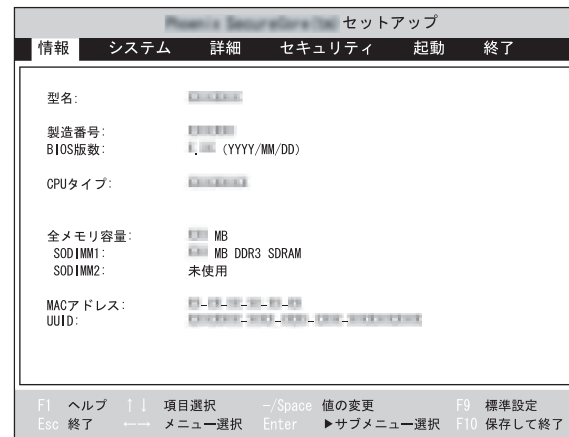 セットアップ
情報 システム 詳細 セキュリティ 起動 終了
型名:
製造番号:
BIOS版数: (YYYY/MM/DD)
CPUタイプ:
全メモリ容量: MB
SODIMM1: MB DDR3 SDRAM
SODIMM2: 未使用
MACアドレス:
UUID:
F1 ヘルプ ↑↓ 項目選択 -/Space 値の変更 F9 標準設定
Esc 終了 ←→ メニュー選択 Enter ▶サブメニュー選択 F10 保存して終了